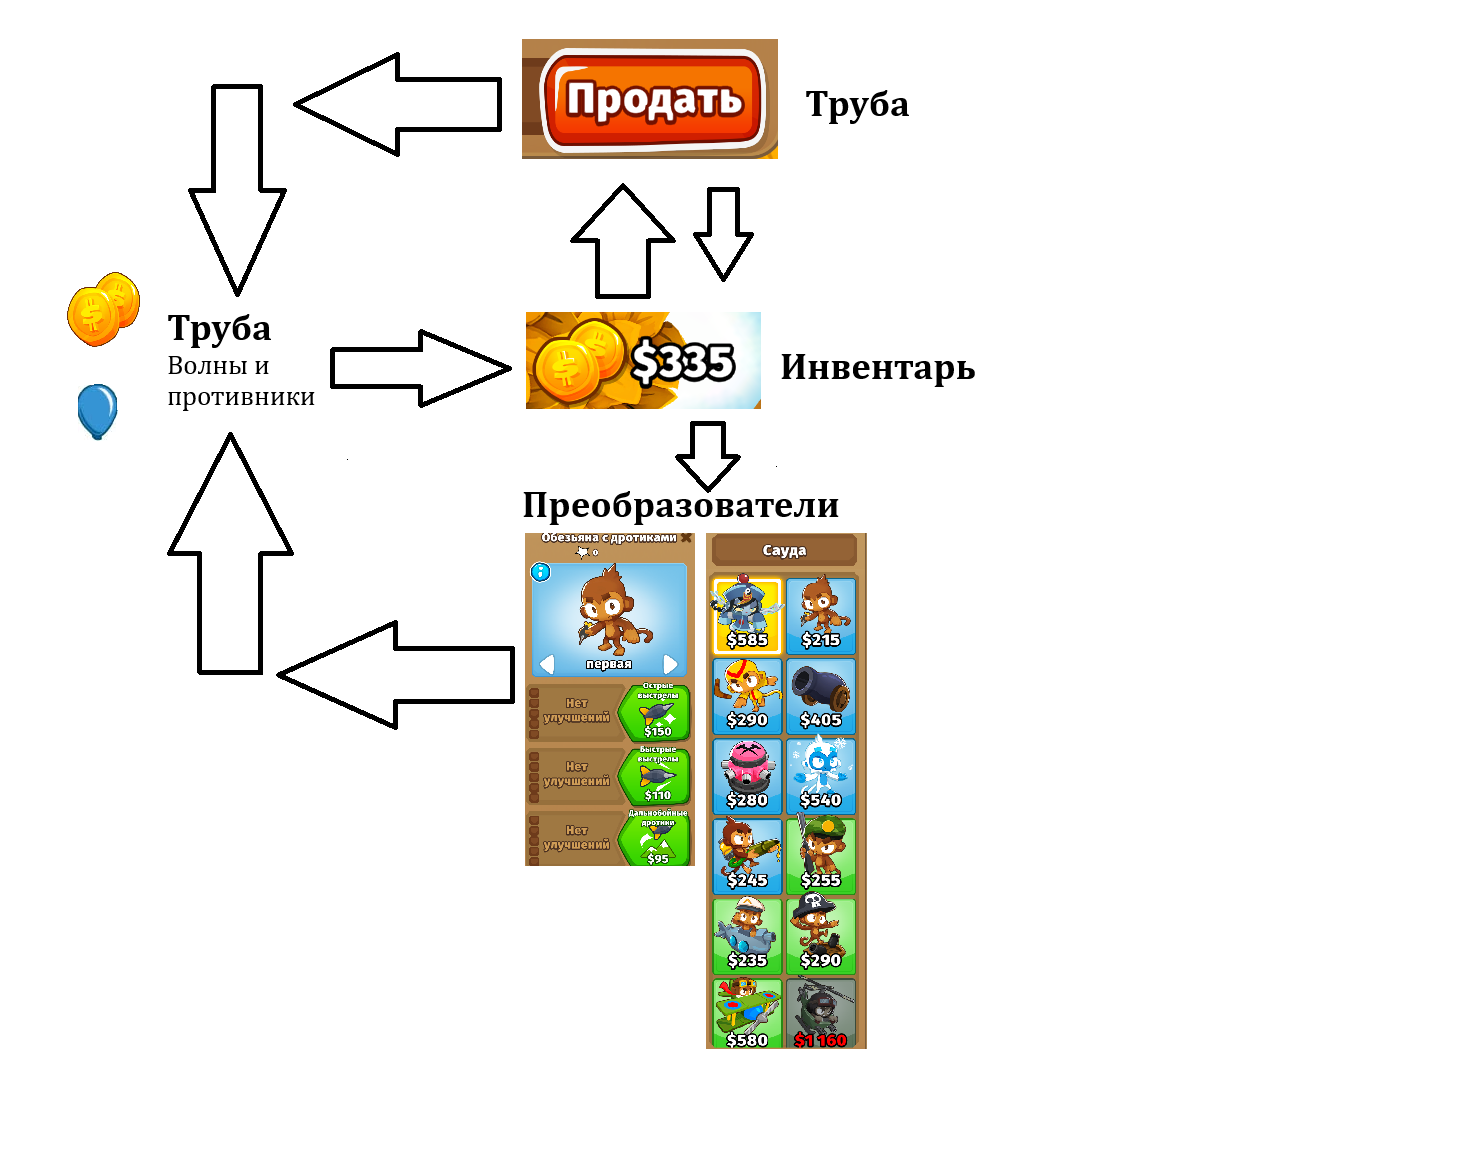 Продать
Труба
Труба
Волны и
противники
$335
Инвентарь
Преобразователи
Обезьяна с дротиками
0
первая
Нет
улучшений
Острые
выстрелы
$150
Нет
улучшений
Быстрые
выстрелы
$110
Нет
улучшений
Дальнобойные
дротики
$95
Сауда
$585
$215
$290
$405
$280
$540
$245
$255
$235
$290
$580
$1 160